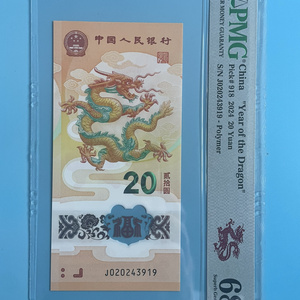 中国人民银行
20
贰拾圆
J020243919
PMG
China
"Year of the Dragon"
Pick# 918 2024 20 Yuan
S/N J020243919 - Polymer